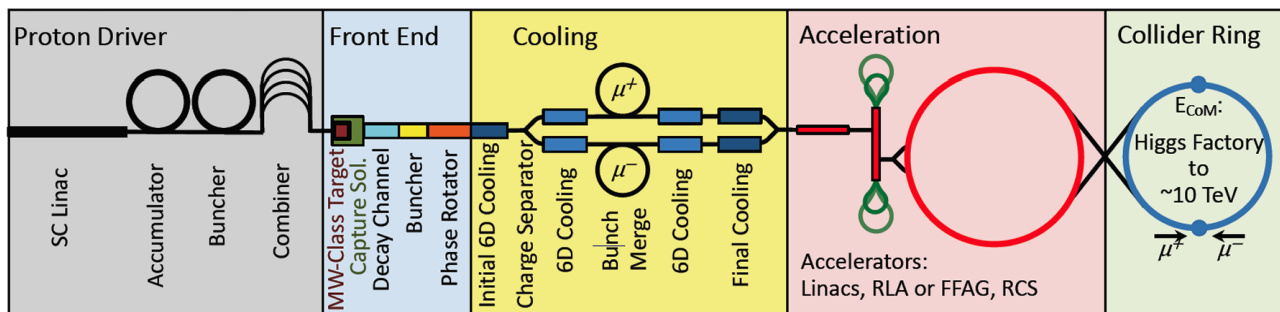 Proton Driver
SC Linac
Accumulator
Buncher
Combiner
Front End
MW-Class Target
Capture Sol.
Decay Channel
Buncher
Phase Rotator
Cooling
Initial 6D Cooling
Charge Separator
μ+
μ−
6D Cooling
Bunch
Merge
6D Cooling
Final Cooling
Acceleration
Accelerators:
Linacs, RLA or FFAG, RCS
Collider Ring
ECoM:
Higgs Factory
to
~10 TeV
μ+ μ−